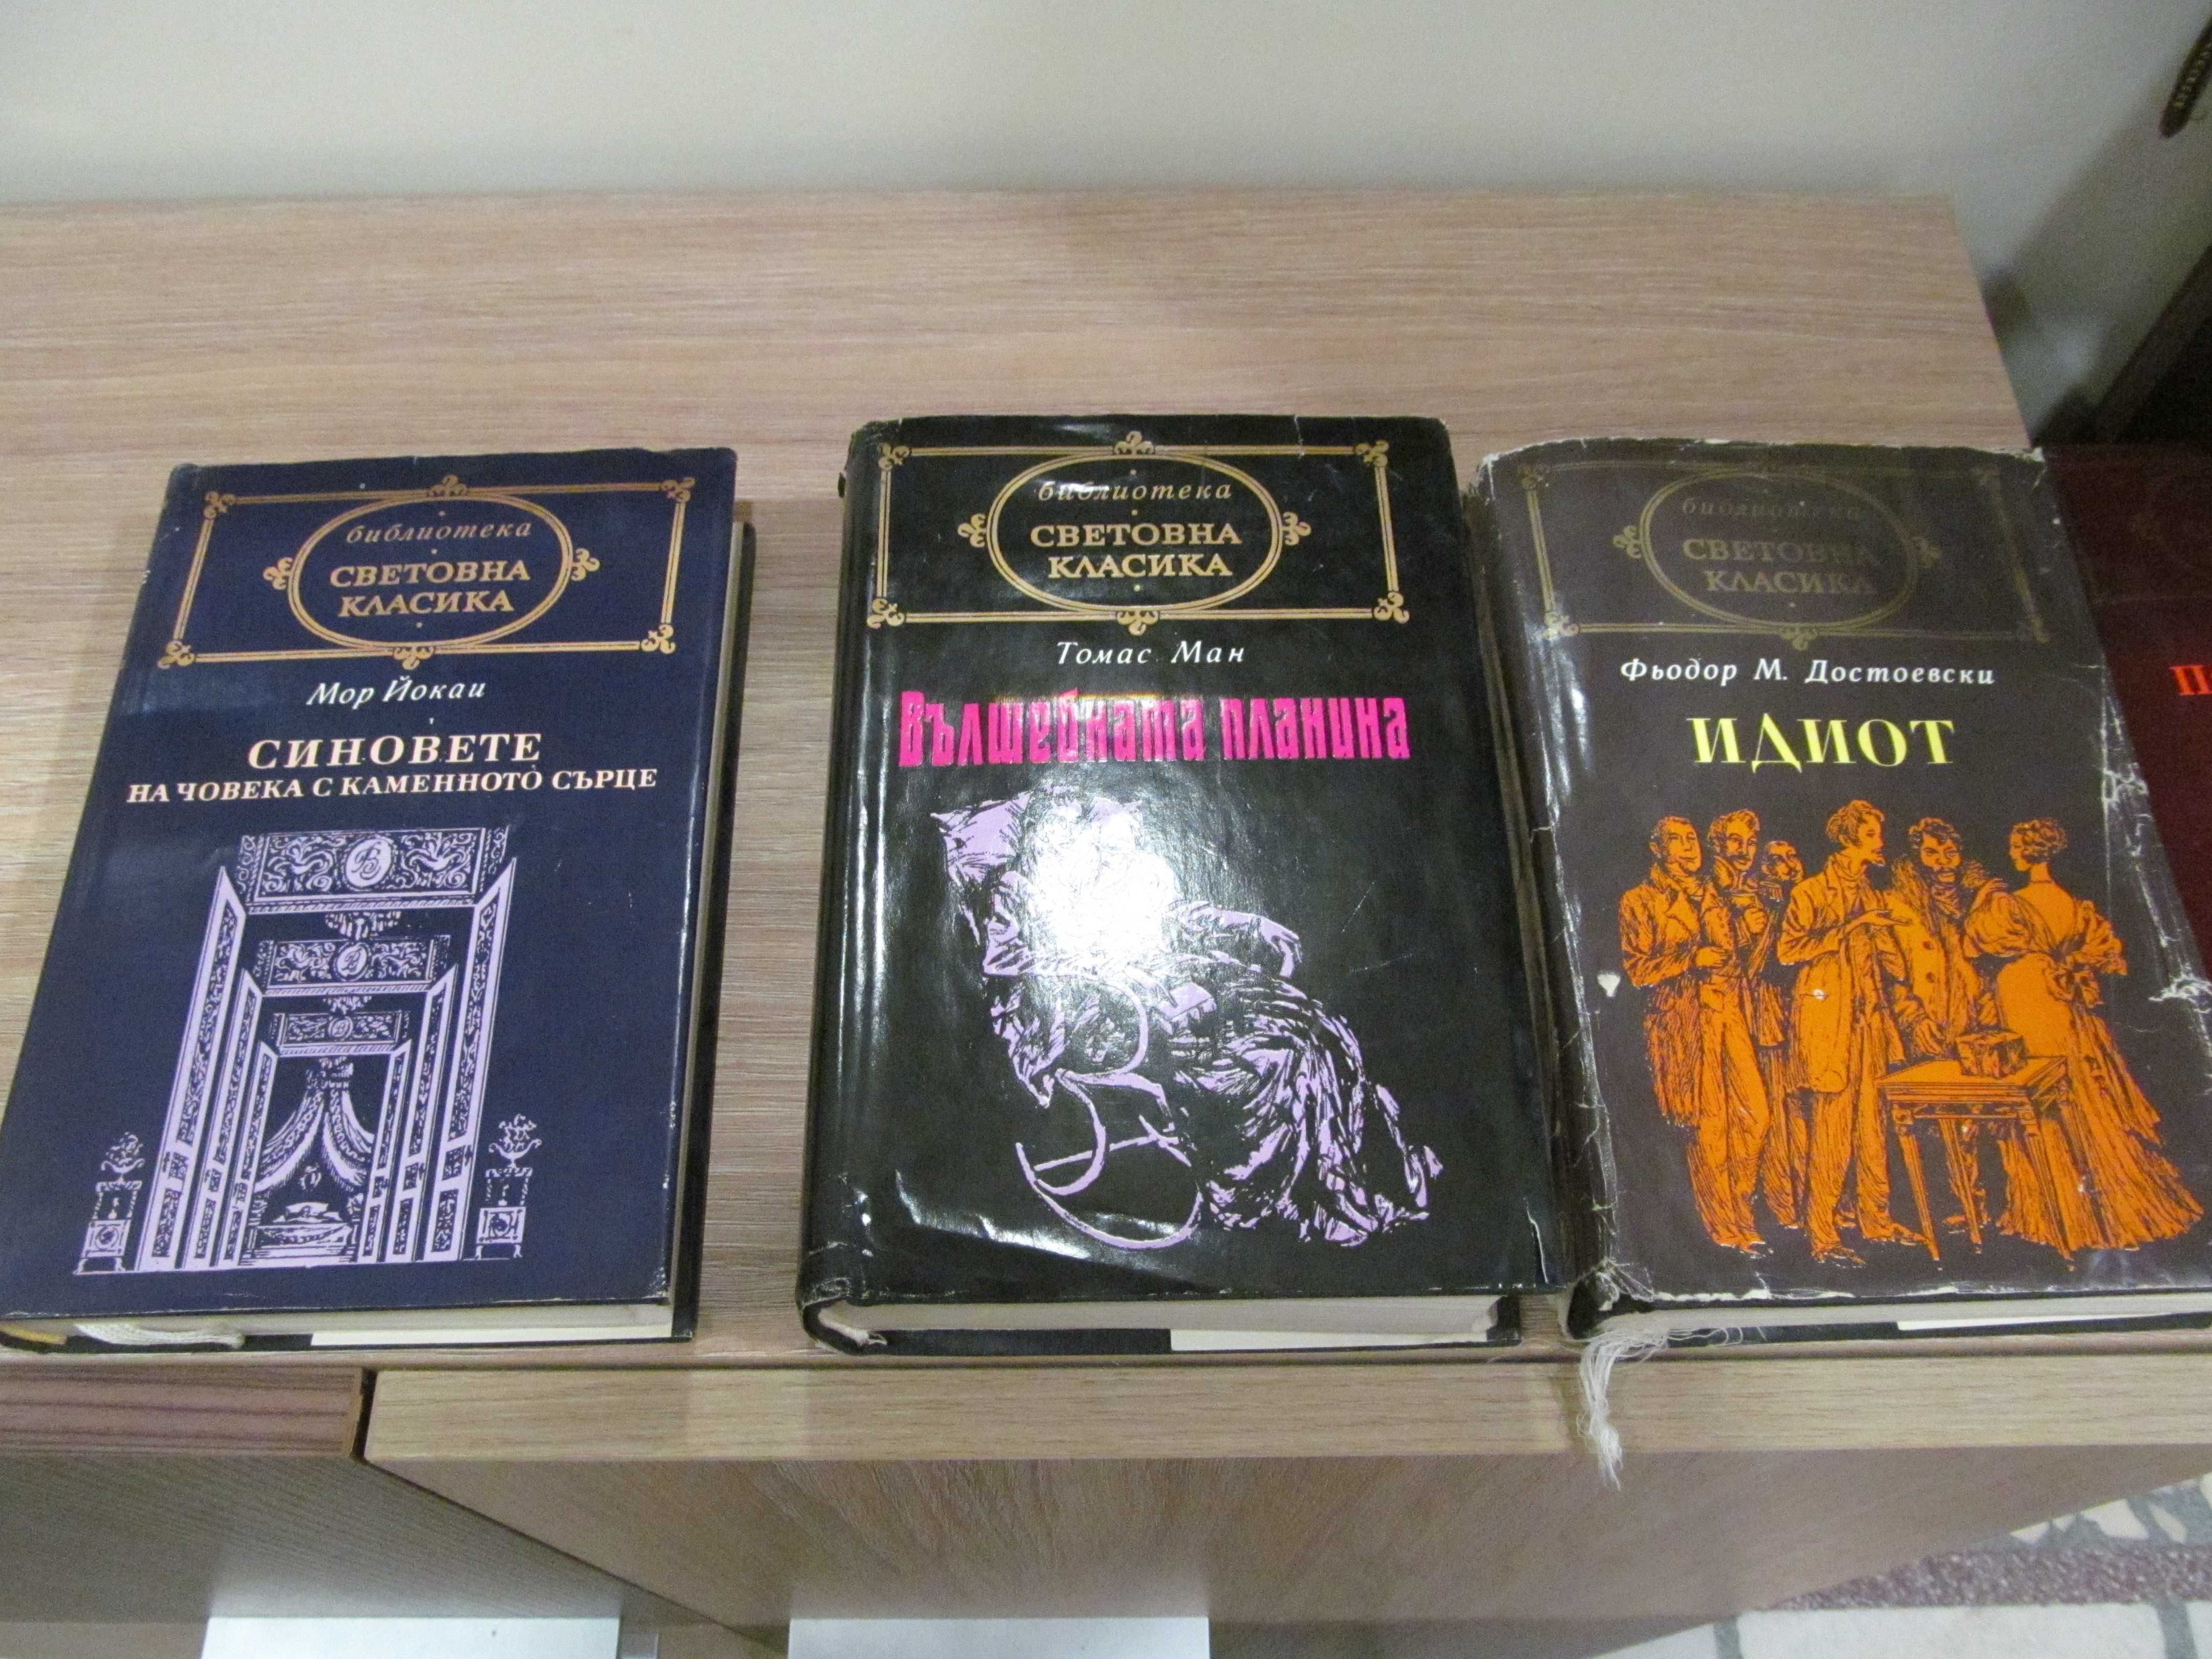 библиотека
СВЕТОВНА
КЛАСИКА
Мор Йокаи
СИНОВЕТЕ
НА ЧОВЕКА С КАМЕННОТО СЪРЦЕ
библиотека
СВЕТОВНА
КЛАСИКА
Томас Ман
Вълшебната планина
библиотека
СВЕТОВНА
КЛАСИКА
Фьодор М. Достоевски
ИДИОТ